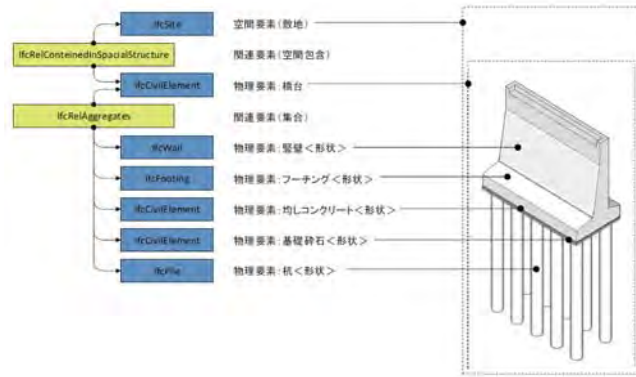 IfcSite 空間要素(敷地)
IfcRelConteinedInSpacialStructure 関連要素(空間包含)
IfcCivilElement 物理要素:橋台
IfcRelAggregates 関連要素(集合)
IfcWall 物理要素:竪壁<形状>
IfcFooting 物理要素:フーチング<形状>
IfcCivilElement 物理要素:均しコンクリート<形状>
IfcCivilElement 物理要素:基礎砕石<形状>
IfcPile 物理要素:杭<形状>